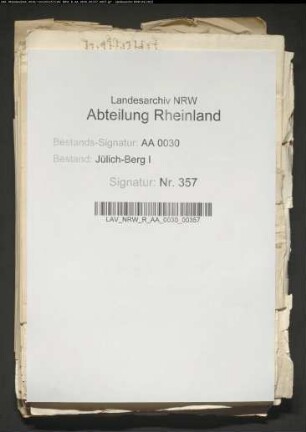 Landesarchiv NRW
Abteilung Rheinland
Bestands-Signatur: AA 0030
Bestand: Jülich-Berg I
Signatur: Nr. 357
LAV_NRW_R_AA_0030_00357